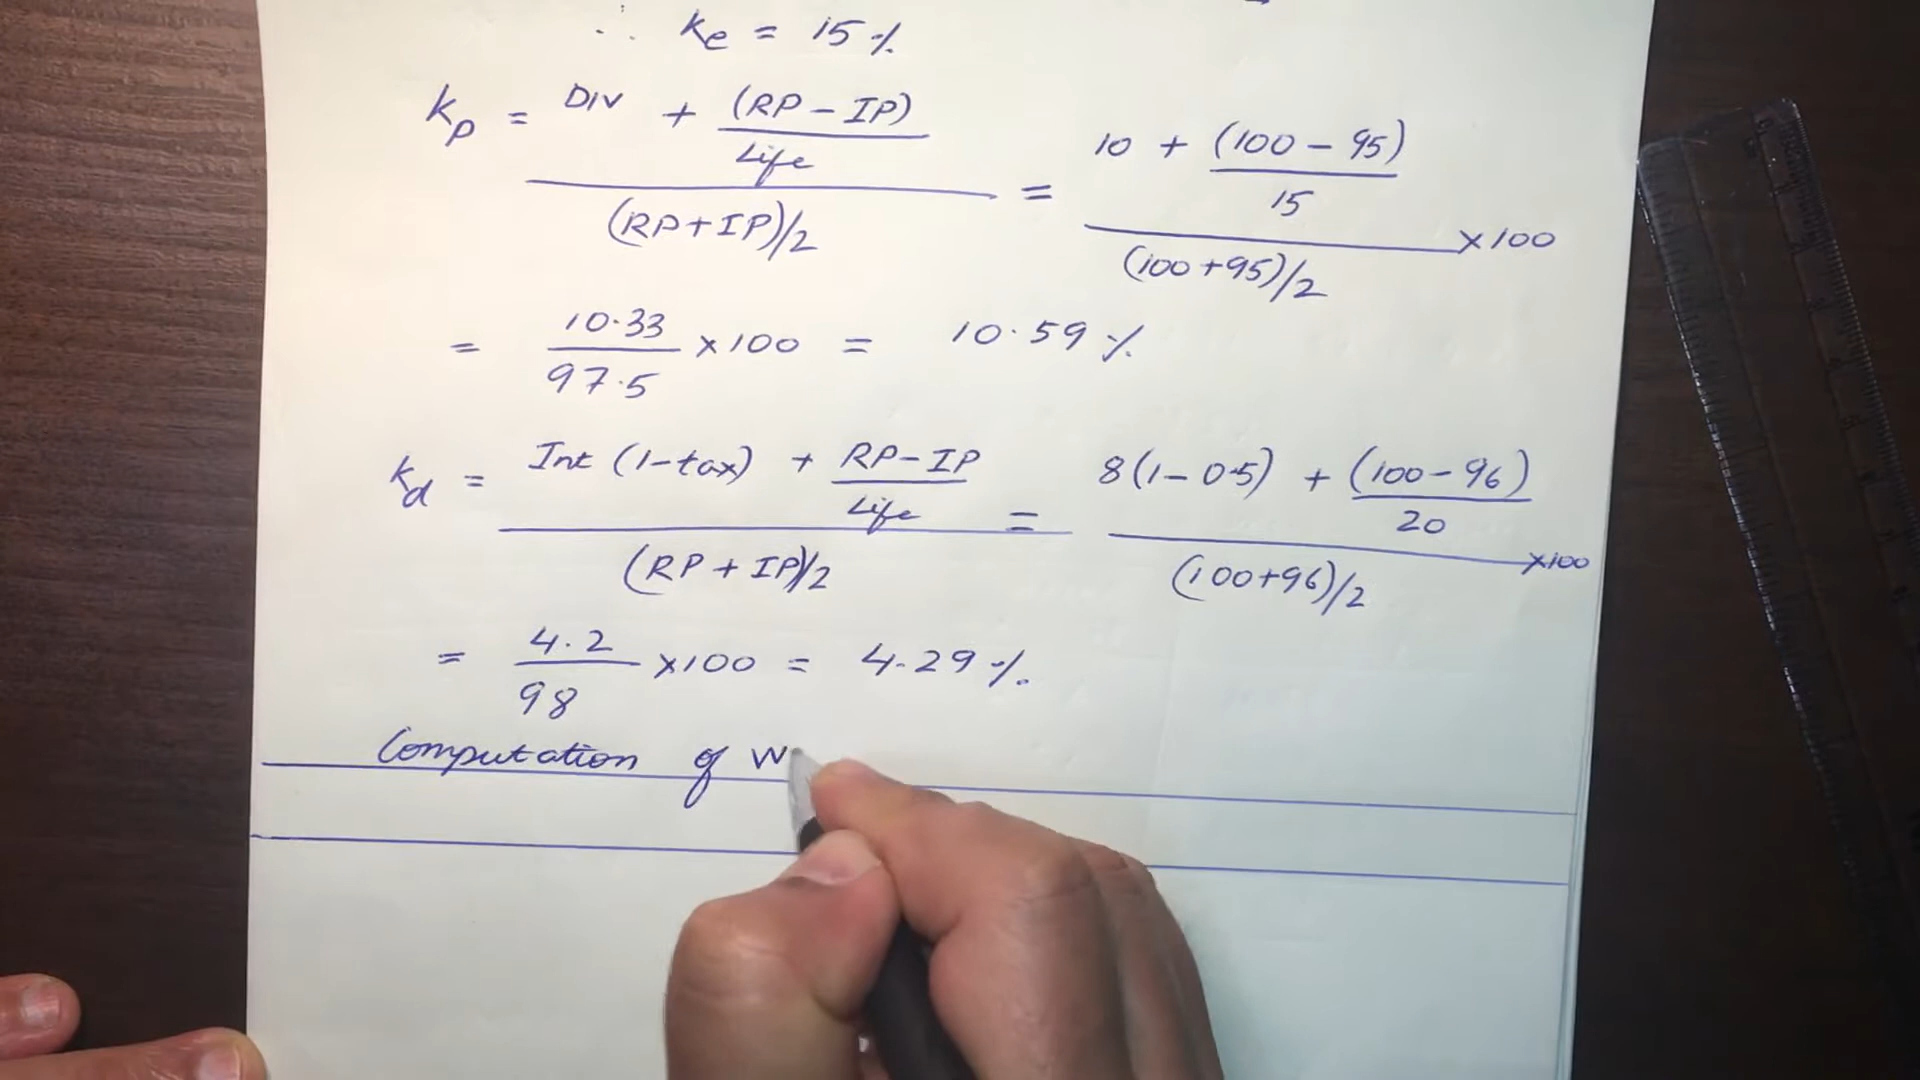 ∴ Ke = 15%
Kp = Div + (RP - IP)/Life / (RP+IP)/2 = 10 + (100 - 95)/15 / (100+95)/2 × 100
= 10.33/97.5 × 100 = 10.59%
Kd = Int (1-tax) + RP-IP/Life / (RP + IP)/2 = 8(1-0.5) + (100-96)/20 / (100+96)/2 × 100
= 4.2/98 × 100 = 4.29%.
Computation of W